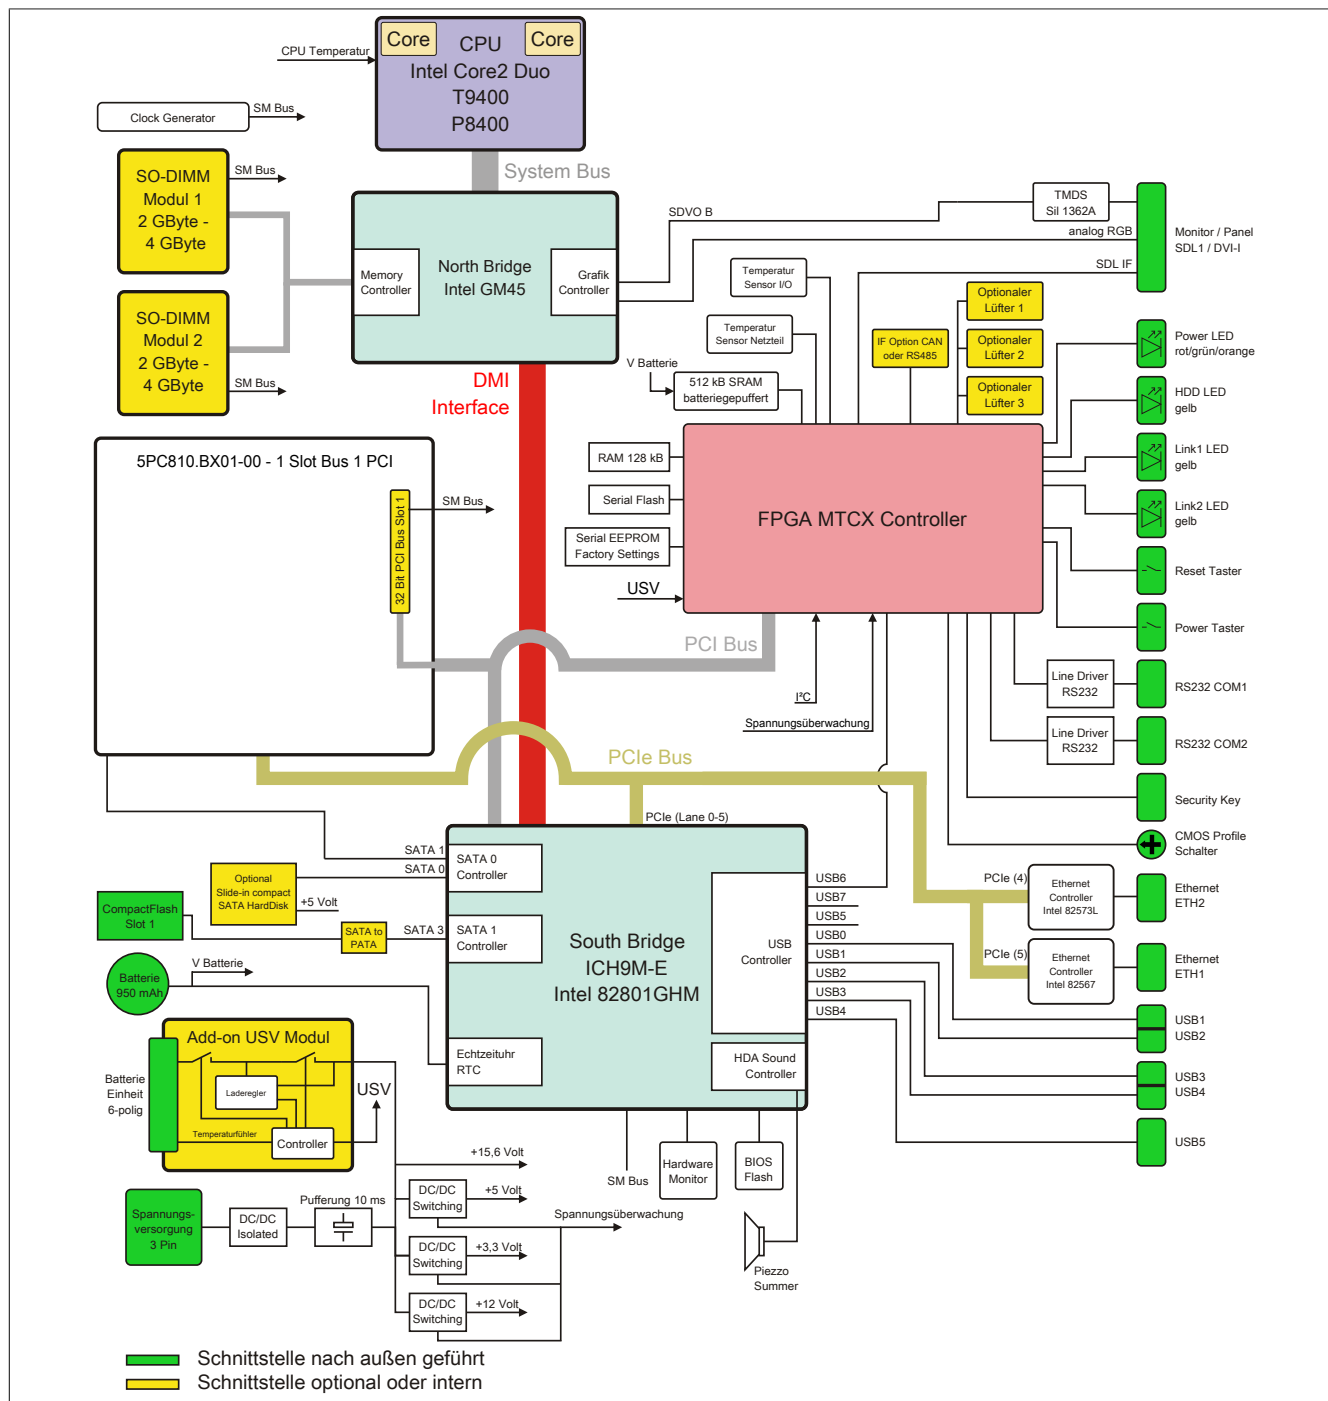 Core
CPU
Core
CPU Temperatur
Intel Core2 Duo
T9400
P8400
Clock Generator
SM Bus
System Bus
SO-DIMM
Modul 1
2 GByte -
4 GByte
SM Bus
SO-DIMM
Modul 2
2 GByte -
4 GByte
SM Bus
Memory
Controller
North Bridge
Intel GM45
Grafik
Controller
SDVO B
TMDS
Sil 1362A
analog RGB
SDL IF
Monitor / Panel
SDL1 / DVI-I
Temperatur
Sensor I/O
Temperatur
Sensor Netzteil
V Batterie
512 kB SRAM
batteriegepuffert
IF Option CAN
oder RS485
Optionaler
Lüfter 1
Optionaler
Lüfter 2
Optionaler
Lüfter 3
Power LED
rot/grün/orange
HDD LED
gelb
Link1 LED
gelb
Link2 LED
gelb
Reset Taster
Power Taster
DMI
Interface
5PC810.BX01-00 - 1 Slot Bus 1 PCI
32 Bit PCI Bus Slot 1
SM Bus
RAM 128 kB
Serial Flash
Serial EEPROM
Factory Settings
USV
FPGA MTCX Controller
PCI Bus
I²C
Spannungsüberwachung
Line Driver
RS232
RS232 COM1
Line Driver
RS232
RS232 COM2
Security Key
CMOS Profile
Schalter
PCIe Bus
PCIe (Lane 0-5)
SATA 1
SATA 0
SATA 0
Controller
Optional
Slide-in compact
SATA HardDisk
+5 Volt
CompactFlash
Slot 1
SATA to
PATA
SATA 3
SATA 1
Controller
Batterie
950 mAh
V Batterie
South Bridge
ICH9M-E
Intel 82801GHM
USB
Controller
USB6
USB7
USB5
USB0
USB1
USB2
USB3
USB4
PCIe (4)
Ethernet
Controller
Intel 82573L
Ethernet
ETH2
PCIe (5)
Ethernet
Controller
Intel 82567
Ethernet
ETH1
USB1
USB2
USB3
USB4
USB5
Echtzeituhr
RTC
HDA Sound
Controller
Add-on USV Modul
Batterie
Einheit
6-polig
Laderegler
Temperaturfühler
Controller
USV
SM Bus
Hardware
Monitor
BIOS
Flash
Piezzo
Summer
+15,6 Volt
Spannungs-
versorgung
3 Pin
DC/DC
Isolated
Pufferung 10 ms
DC/DC
Switching
+5 Volt
Spannungsüberwachung
DC/DC
Switching
+3,3 Volt
DC/DC
Switching
+12 Volt
Schnittstelle nach außen geführt
Schnittstelle optional oder intern